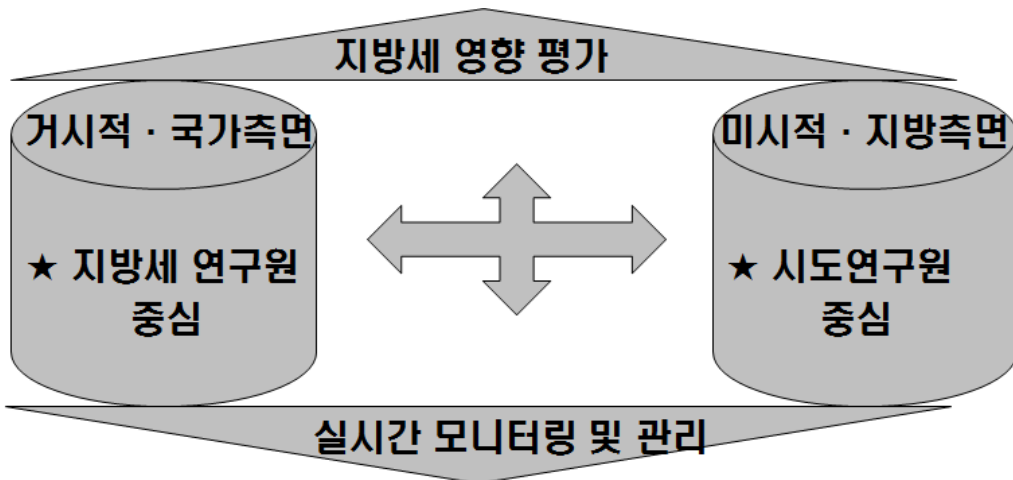 지방세 영향 평가
거시적 · 국가측면
미시적 · 지방측면
★ 지방세 연구원
중심
★ 시도연구원
중심
실시간 모니터링 및 관리